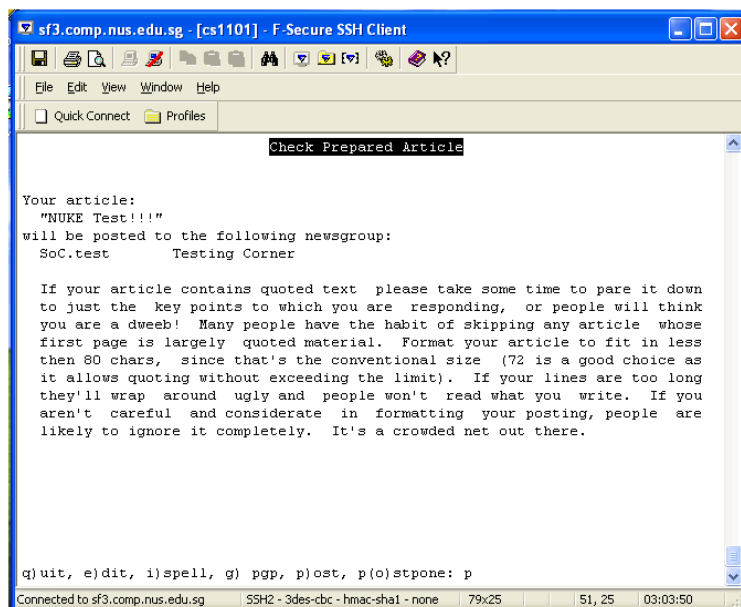 sf3.comp.nus.edu.sg - [cs1101] - F-Secure SSH Client
File Edit View Window Help
Quick Connect Profiles
Check Prepared Article
Your article:
"NUKE Test!!!"
will be posted to the following newsgroup:
SoC.test Testing Corner
If your article contains quoted text please take some time to pare it down
to just the key points to which you are responding, or people will think
you are a dweeb! Many people have the habit of skipping any article whose
first page is largely quoted material. Format your article to fit in less
then 80 chars, since that's the conventional size (72 is a good choice as
it allows quoting without exceeding the limit). If your lines are too long
they'll wrap around ugly and people won't read what you write. If you
aren't careful and considerate in formatting your posting, people are
likely to ignore it completely. It's a crowded net out there.
q)uit, e)dit, i)spell, g) pgp, p)ost, p(o)stpone: p
Connected to sf3.comp.nus.edu.sg SSH2 - 3des-cbc - hmac-sha1 - none 79x25 51, 25 03:03:50